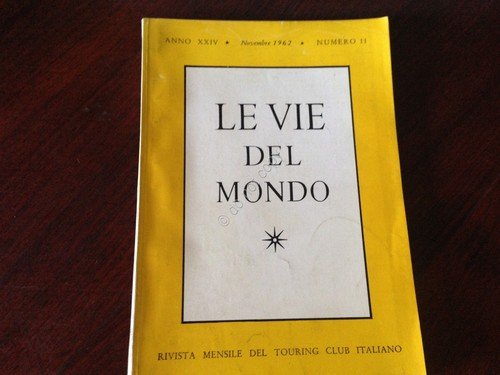 ANNO XXIV ★ Novembre 1962 ★ NUMERO 11
LE VIE
DEL
MONDO
RIVISTA MENSILE DEL TOURING CLUB ITALIANO